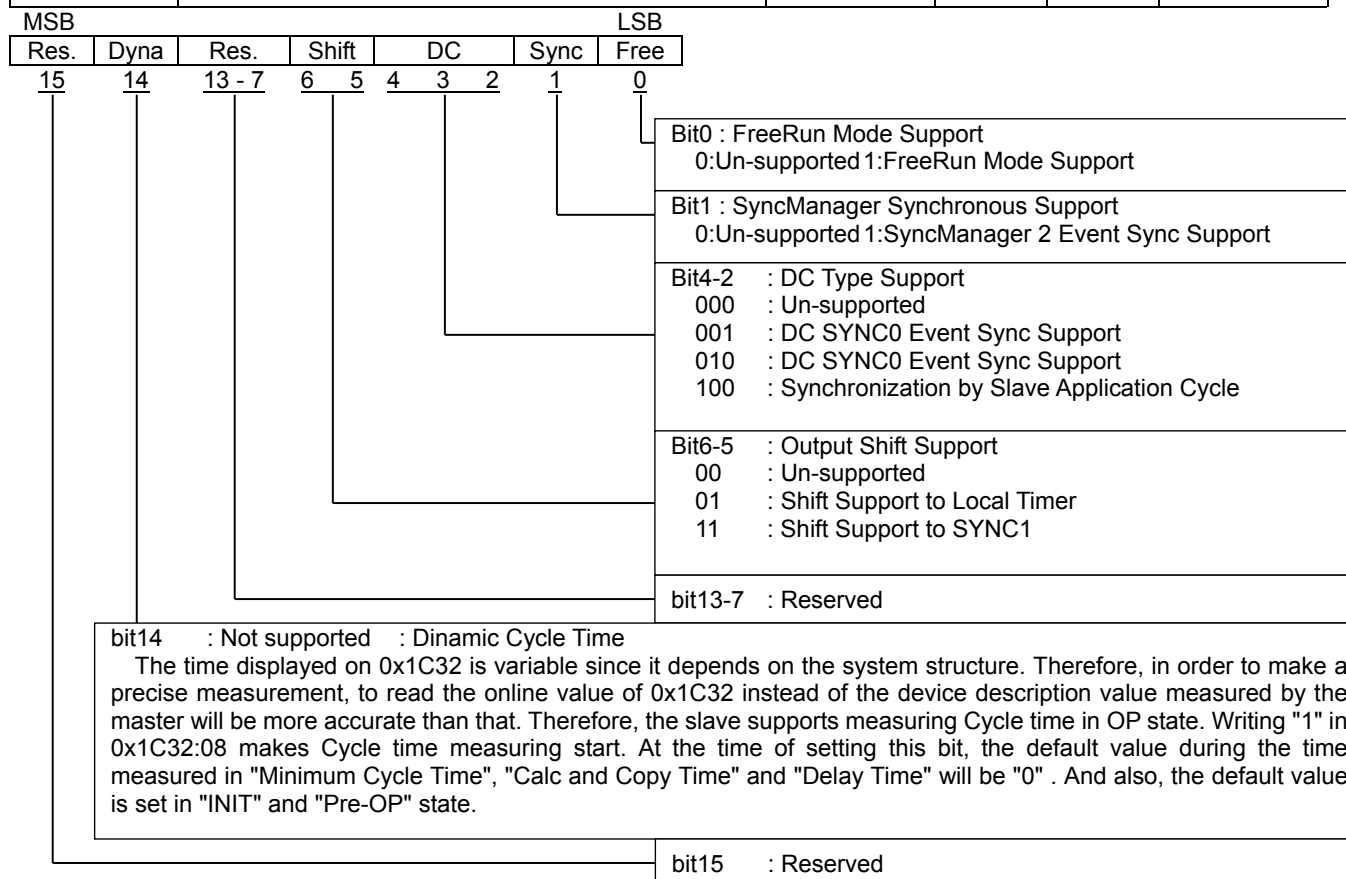 MSB LSB
Res. Dyna Res. Shift DC Sync Free
15 14 13 - 7 6 5 4 3 2 1 0
Bit0 : FreeRun Mode Support
0:Un-supported 1:FreeRun Mode Support
Bit1 : SyncManager Synchronous Support
0:Un-supported 1:SyncManager 2 Event Sync Support
Bit4-2 : DC Type Support
000 : Un-supported
001 : DC SYNC0 Event Sync Support
010 : DC SYNC0 Event Sync Support
100 : Synchronization by Slave Application Cycle
Bit6-5 : Output Shift Support
00 : Un-supported
01 : Shift Support to Local Timer
11 : Shift Support to SYNC1
bit13-7 : Reserved
bit14 : Not supported : Dinamic Cycle Time
The time displayed on 0x1C32 is variable since it depends on the system structure. Therefore, in order to make a
precise measurement, to read the online value of 0x1C32 instead of the device description value measured by the
master will be more accurate than that. Therefore, the slave supports measuring Cycle time in OP state. Writing "1" in
0x1C32:08 makes Cycle time measuring start. At the time of setting this bit, the default value during the time
measured in "Minimum Cycle Time", "Calc and Copy Time" and "Delay Time" will be "0" . And also, the default value
is set in "INIT" and "Pre-OP" state.
bit15 : Reserved